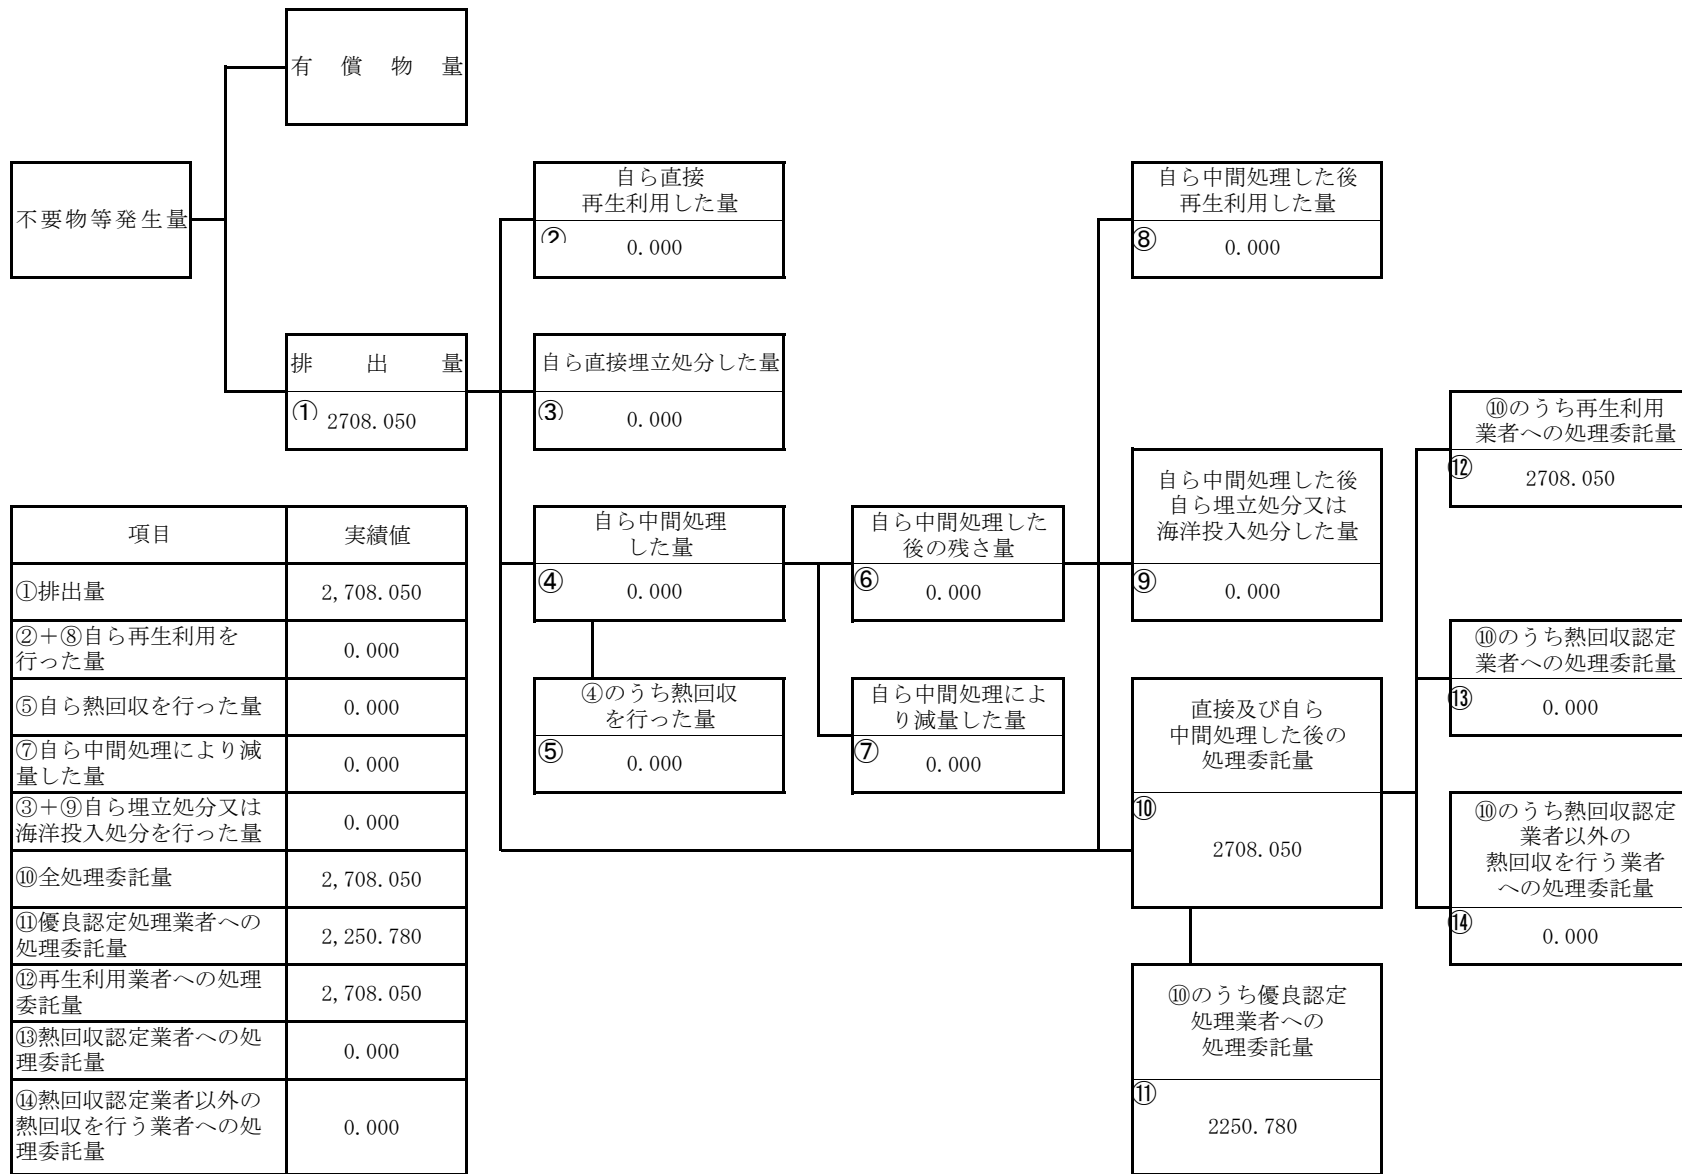 有償物量
不要物等発生量
排出量
① 2708.050
自ら直接
再生利用した量
② 0.000
自ら直接埋立処分した量
③ 0.000
自ら中間処理
した量
④ 0.000
④のうち熱回収
を行った量
⑤ 0.000
自ら中間処理した
後の残さ量
⑥ 0.000
自ら中間処理によ
り減量した量
⑦ 0.000
自ら中間処理した後
再生利用した量
⑧ 0.000
自ら中間処理した後
自ら埋立処分又は
海洋投入処分した量
⑨ 0.000
直接及び自ら
中間処理した後の
処理委託量
⑩
2708.050
⑩のうち優良認定
処理業者への
処理委託量
⑪
2250.780
⑩のうち再生利用
業者への処理委託量
⑫ 2708.050
⑩のうち熱回収認定
業者への処理委託量
⑬ 0.000
⑩のうち熱回収認定
業者以外の
熱回収を行う業者
への処理委託量
⑭ 0.000
項目 実績値
①排出量 2,708.050
②+⑧自ら再生利用を
行った量 0.000
⑤自ら熱回収を行った量 0.000
⑦自ら中間処理により減
量した量 0.000
③+⑨自ら埋立処分又は
海洋投入処分を行った量 0.000
⑩全処理委託量 2,708.050
⑪優良認定処理業者への
処理委託量 2,250.780
⑫再生利用業者への処理
委託量 2,708.050
⑬熱回収認定業者への処
理委託量 0.000
⑭熱回収認定業者以外の
熱回収を行う業者への処 0.000
理委託量